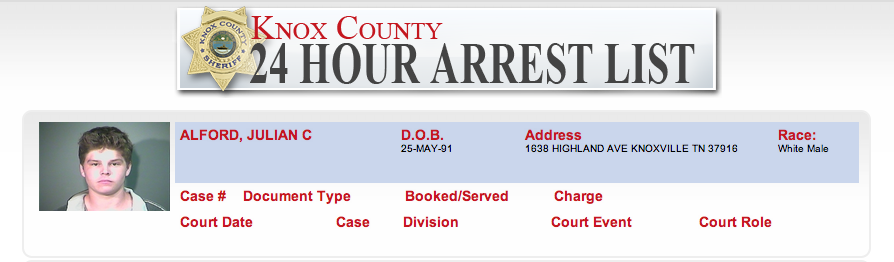 KNOX COUNTY
SHERIFF
KNOX COUNTY
24 HOUR ARREST LIST
ALFORD, JULIAN C D.O.B. Address Race:
25-MAY-91 1638 HIGHLAND AVE KNOXVILLE TN 37916 White Male
Case # Document Type Booked/Served Charge
Court Date Case Division Court Event Court Role